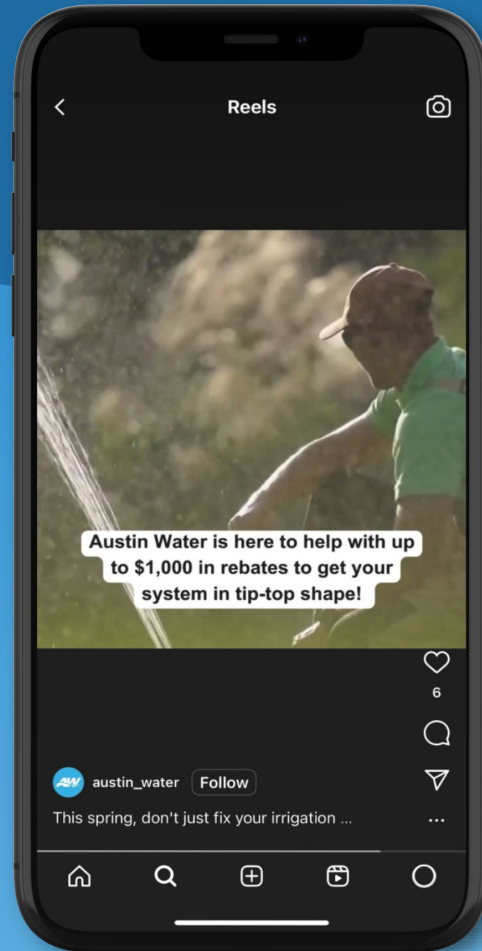 Reels
Austin Water is here to help with up
to $1,000 in rebates to get your
system in tip-top shape!
6
AW austin_water Follow
This spring, don't just fix your irrigation ...